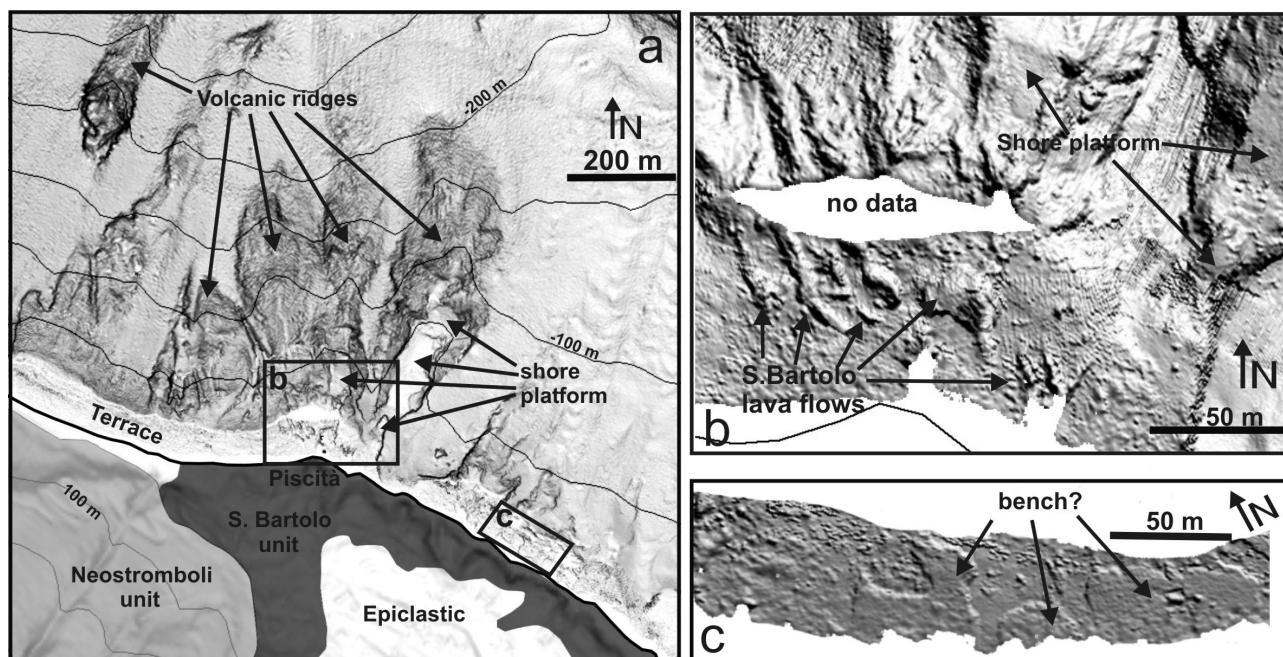 a
Volcanic ridges
-200 m
N
200 m
-100 m
shore
platform
b
Terrace
Piscità
S. Bartolo
unit
c
100 m
Neostromboli
unit
Epiclastic
Shore platform
no data
S.Bartolo
lava flows
N
50 m
b
bench?
50 m
N
c